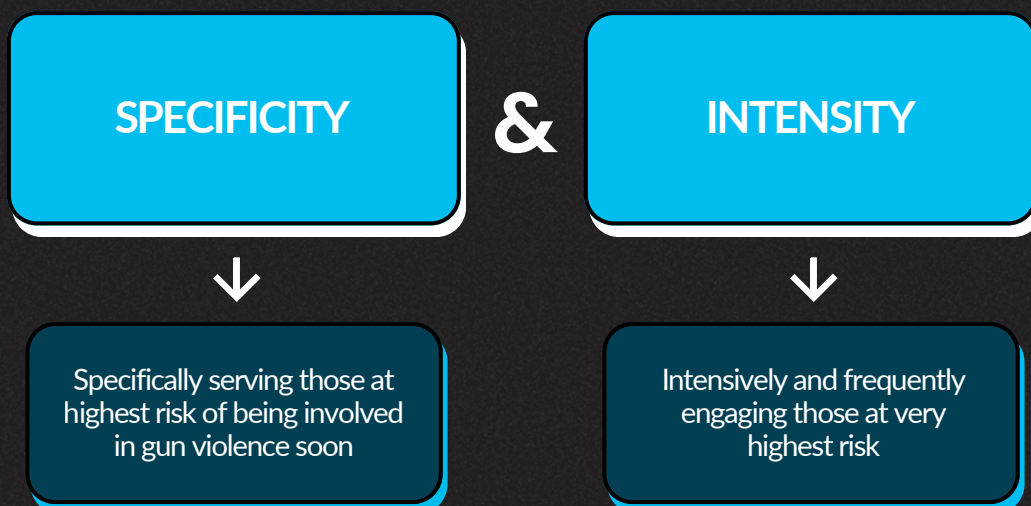 SPECIFICITY
&
INTENSITY
Specifically serving those at
highest risk of being involved
in gun violence soon
Intensively and frequently
engaging those at very
highest risk